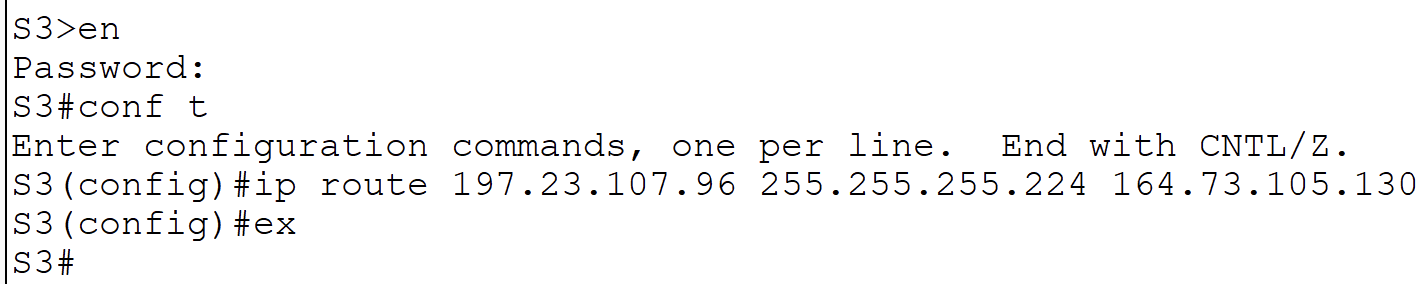 S3>en
Password:
S3#conf t
Enter configuration commands, one per line.  End with CNTL/Z.
S3(config)#ip route 197.23.107.96 255.255.255.224 164.73.105.130
S3(config)#ex
S3#